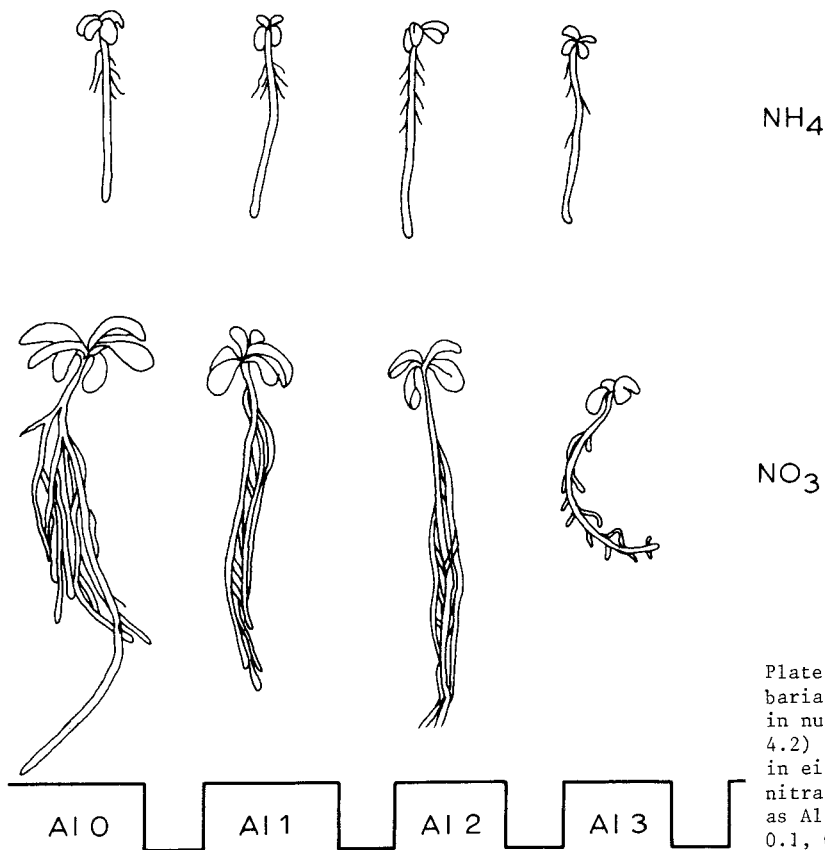 NH4
NO3
Plate
baria
in nu
4.2)
in ei
nitra
as Al
0.1,
Al 0 Al 1 Al 2 Al 3